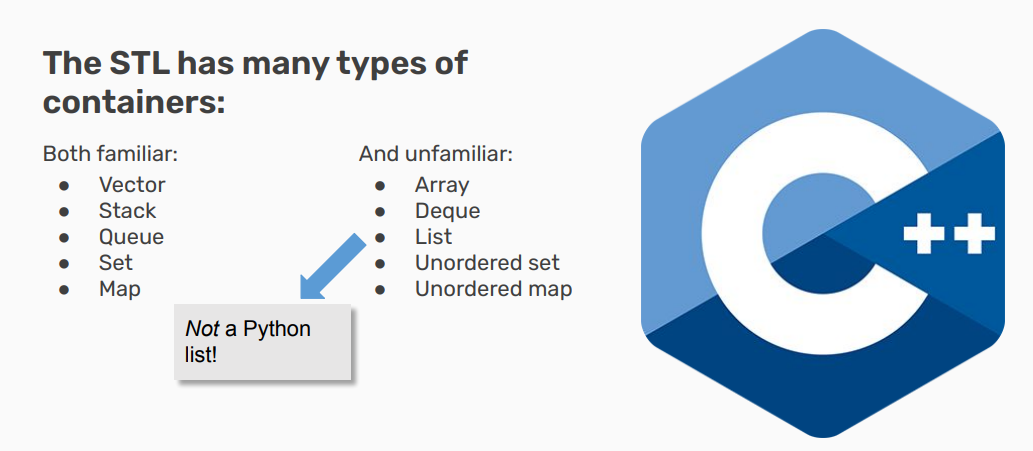 The STL has many types of
containers:
Both familiar:
● Vector
● Stack
● Queue
● Set
● Map
And unfamiliar:
● Array
● Deque
● List
● Unordered set
● Unordered map
Not a Python
list!
C++